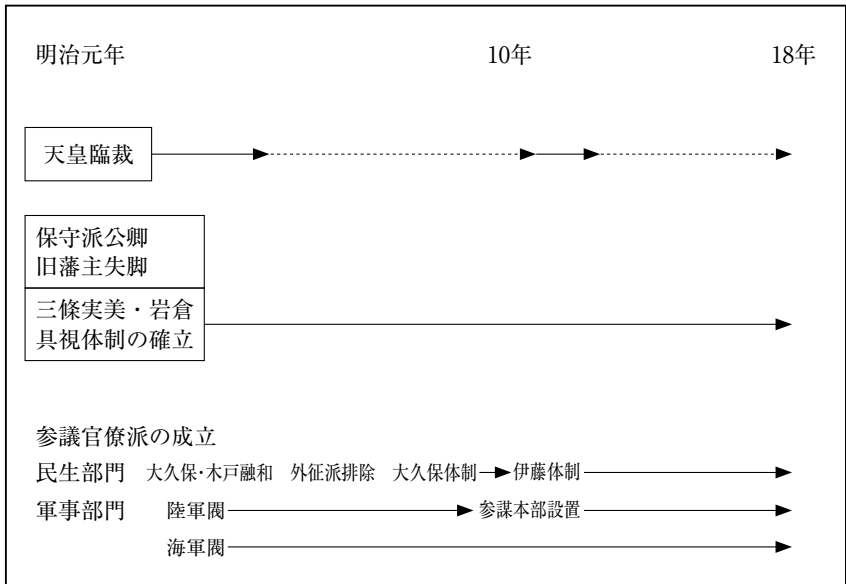 明治元年 10年 18年
天皇臨裁
保守派公卿
旧藩主失脚
三條実美・岩倉
具視体制の確立
参議官僚派の成立
民生部門 大久保・木戸融和 外征派排除 大久保体制 伊藤体制
軍事部門 陸軍閥 参謀本部設置
海軍閥